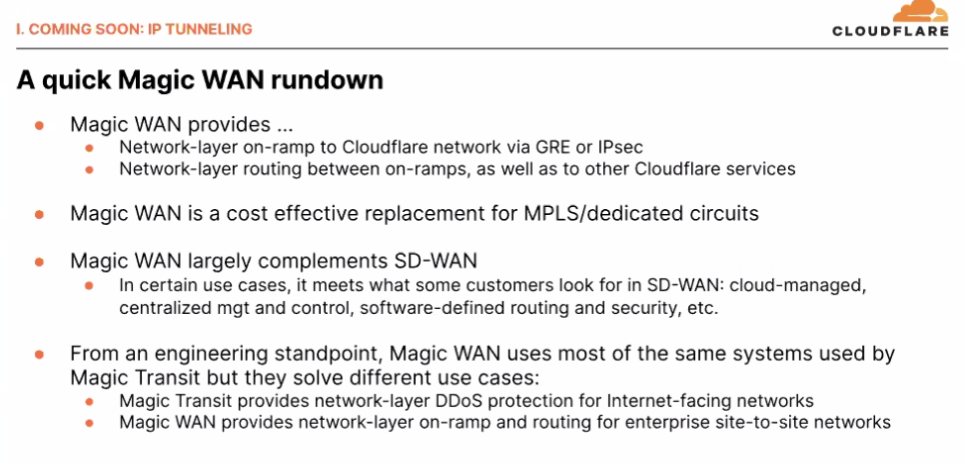 I. COMING SOON: IP TUNNELING
CLOUDFLARE
A quick Magic WAN rundown
Magic WAN provides ...
Network-layer on-ramp to Cloudflare network via GRE or IPsec
Network-layer routing between on-ramps, as well as to other Cloudflare services
Magic WAN is a cost effective replacement for MPLS/dedicated circuits
Magic WAN largely complements SD-WAN
In certain use cases, it meets what some customers look for in SD-WAN: cloud-managed,
centralized mgt and control, software-defined routing and security, etc.
From an engineering standpoint, Magic WAN uses most of the same systems used by
Magic Transit but they solve different use cases:
Magic Transit provides network-layer DDoS protection for Internet-facing networks
Magic WAN provides network-layer on-ramp and routing for enterprise site-to-site networks